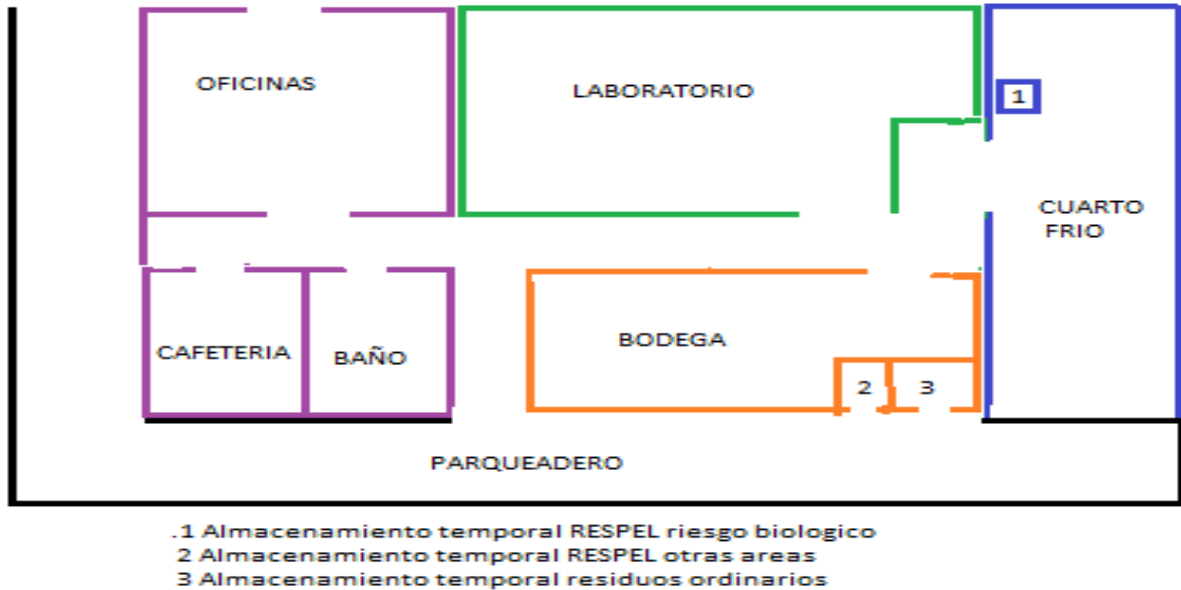 OFICINAS
LABORATORIO
1
CUARTO
FRIO
CAFETERIA
BAÑO
BODEGA
2
3
PARQUEADERO
.1 Almacenamiento temporal RESPEL riesgo biologico
2 Almacenamiento temporal RESPEL otras areas
3 Almacenamiento temporal residuos ordinarios